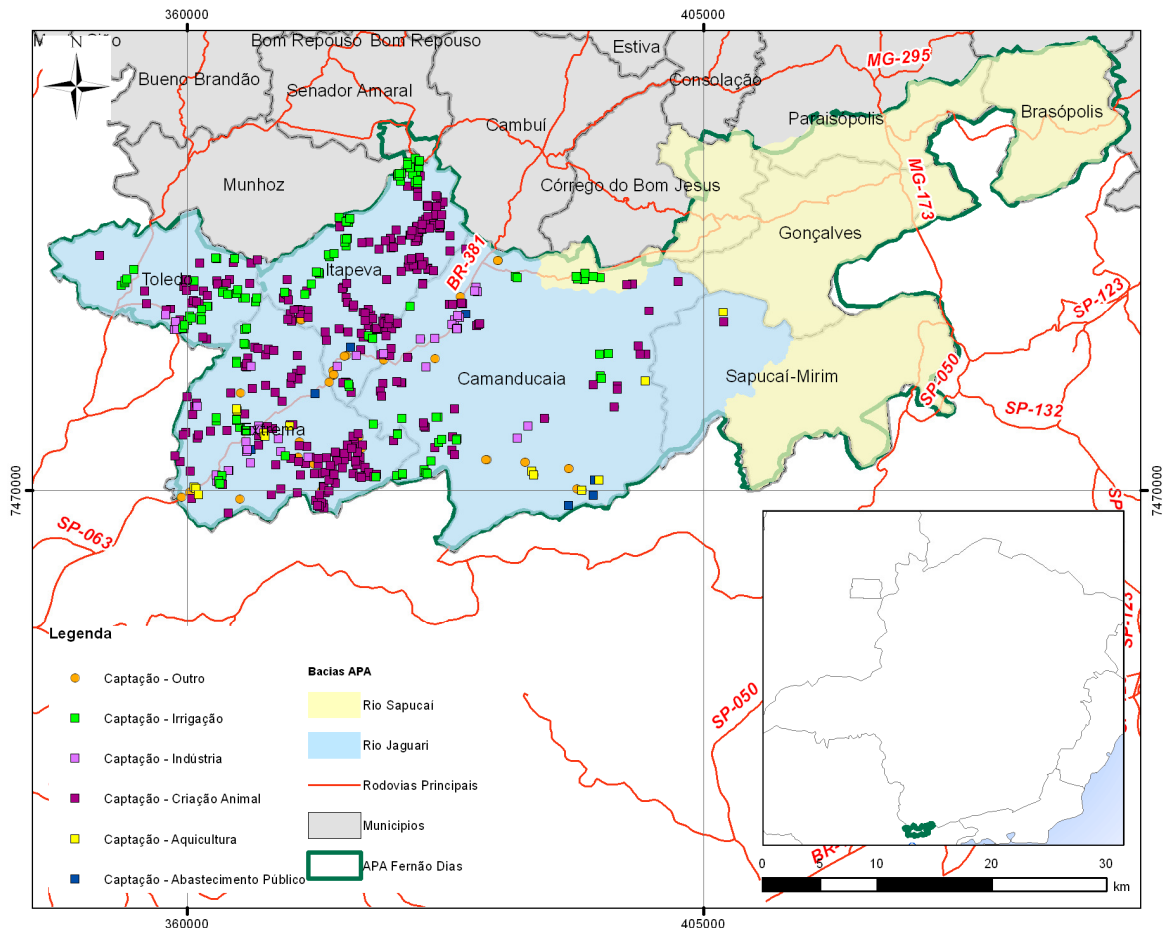 360000
405000
N
Bom Repouso
Bom Repouso
Estiva
MG-295
Bueno Brandão
Consolação
Senador Amaral
Paraisópolis
Brasópolis
Cambuí
Munhoz
Córrego do Bom Jesus
MG-173
Gonçalves
BR-381
Toledo
Itapeva
SP-123
Camanducaia
Sapucaí-Mirim
SP-050
SP-132
Extrema
7470000
7470000
SP-063
SP-123
SP-050
Legenda
Captação - Outro
Captação - Irrigação
Captação - Indústria
Captação - Criação Animal
Captação - Aquicultura
Captação - Abastecimento Público
Bacias APA
Rio Sapucaí
Rio Jaguari
Rodovias Principais
Municipios
APA Fernão Dias
0
5
10
20
30
km
360000
405000